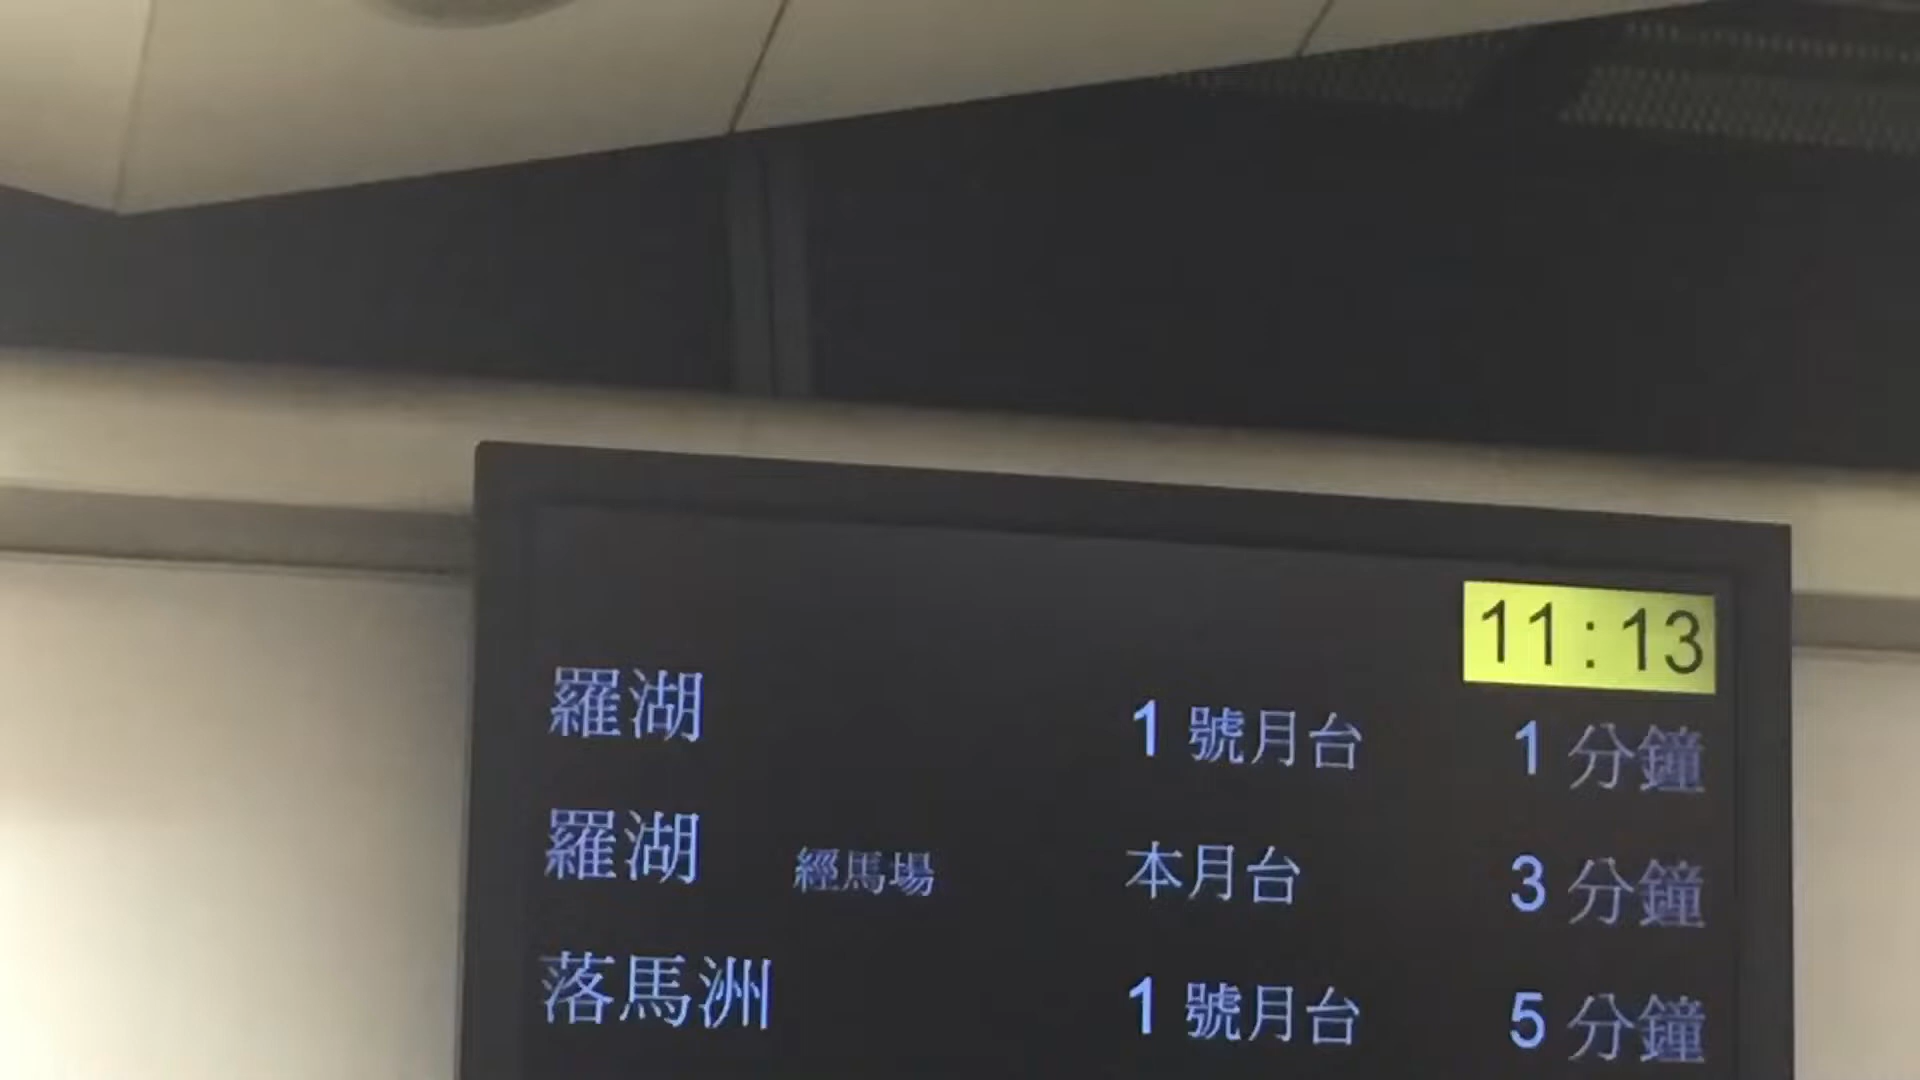 11:13
羅湖 1 號月台 1 分鐘
羅湖 經馬場 本月台 3 分鐘
落馬洲 1 號月台 5 分鐘